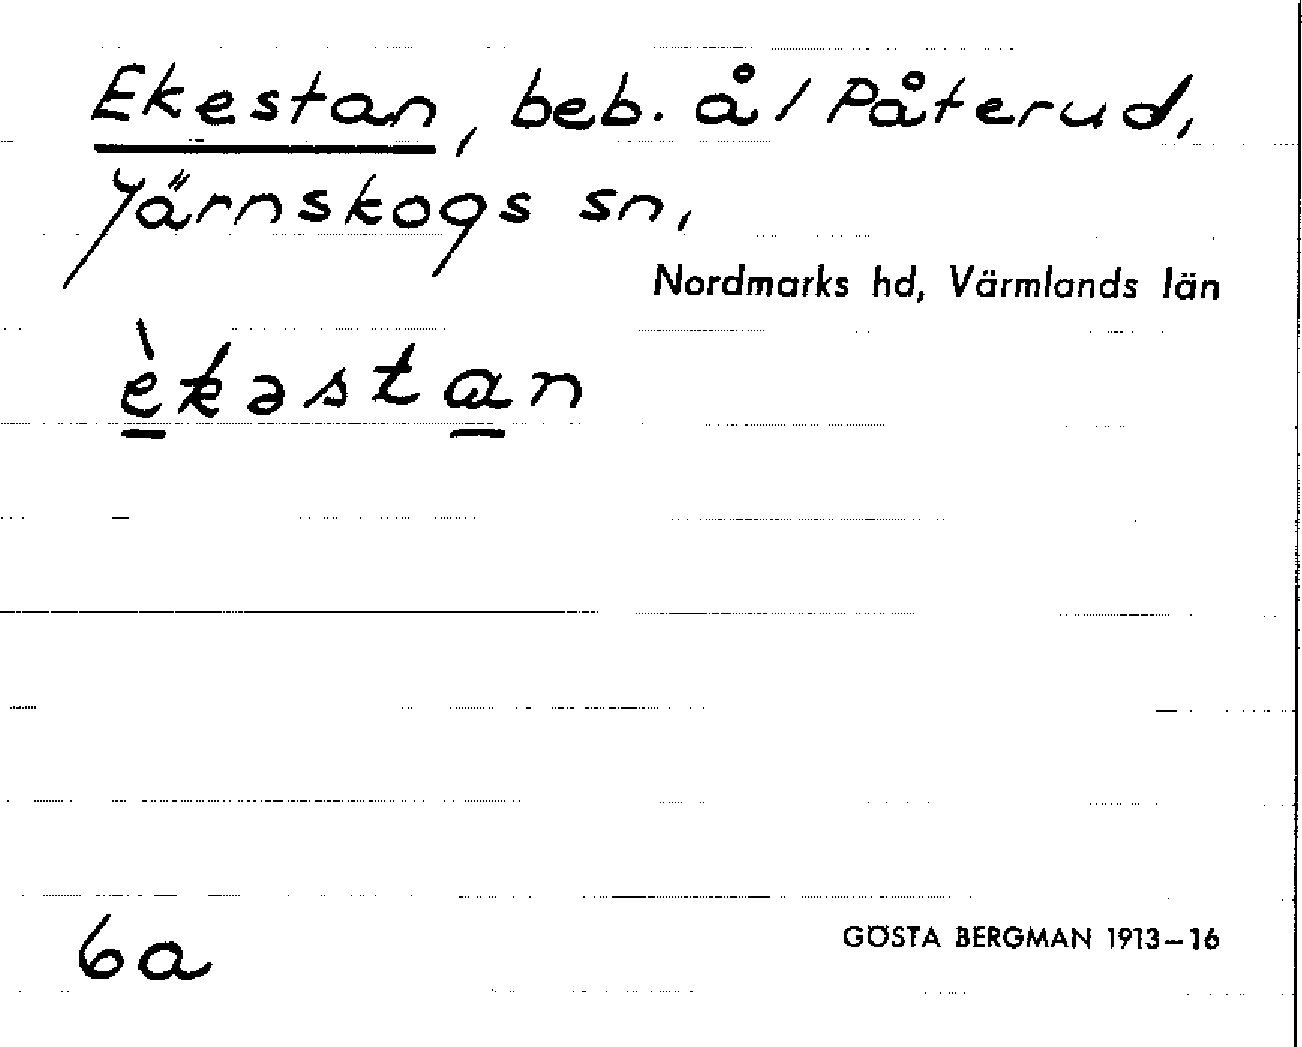 Ekestan, beb. å/ Påterud,
Järnskogs sn,
Nordmarks hd, Värmlands län
èkəstan
6a
GÖSTA BERGMAN 1913–16